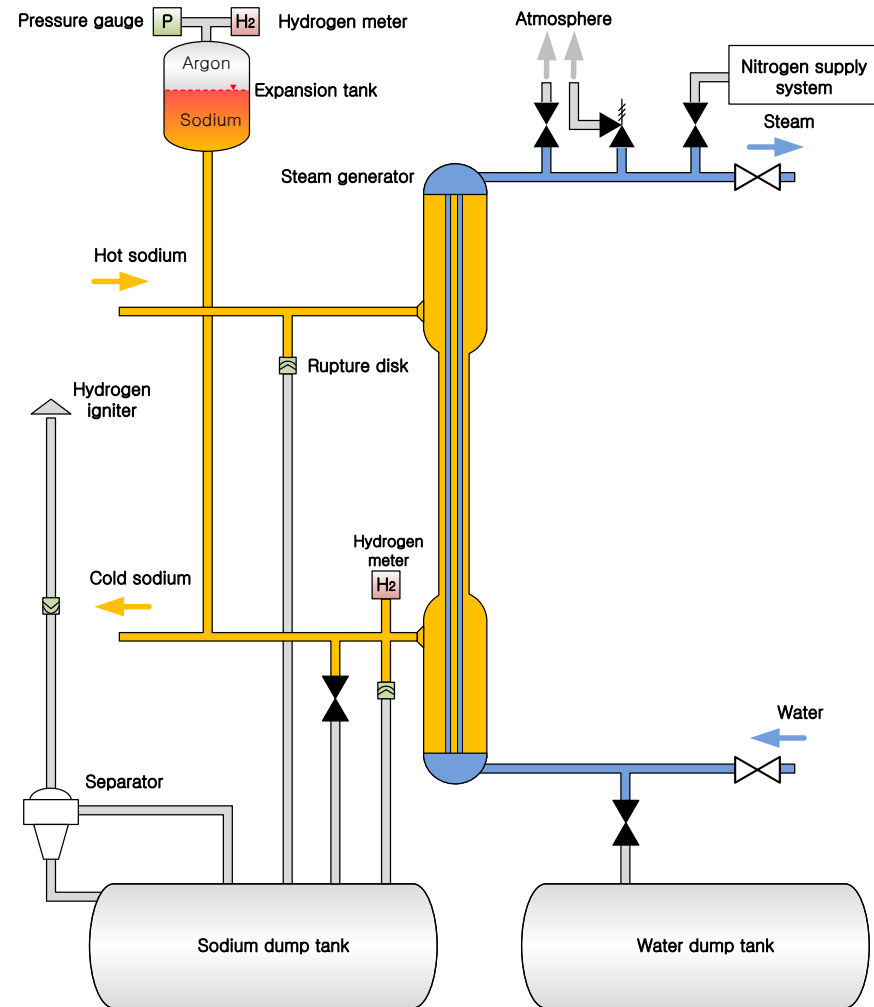 Pressure gauge
P
H2
Hydrogen meter
Argon
Expansion tank
Sodium
Atmosphere
Nitrogen supply
system
Steam
Steam generator
Hot sodium
Rupture disk
Hydrogen
igniter
Hydrogen
meter
H2
Cold sodium
Water
Separator
Sodium dump tank
Water dump tank